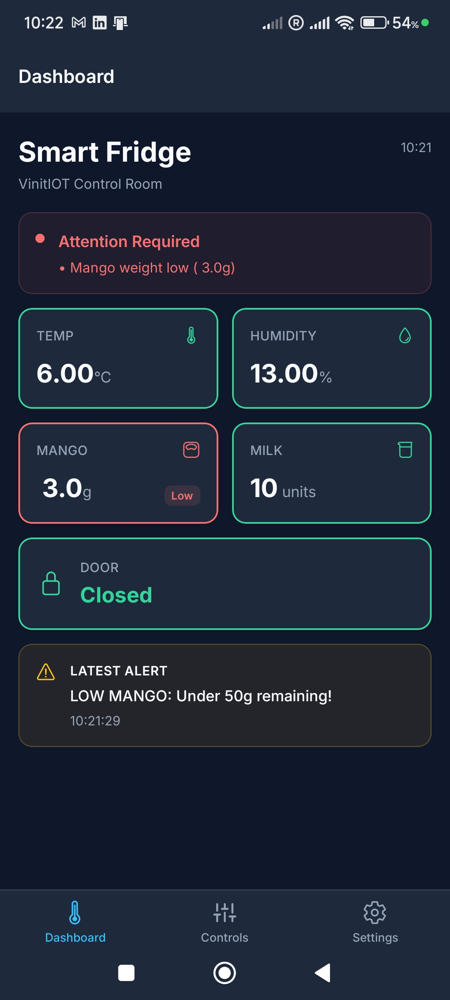 10:22
54%
Dashboard
Smart Fridge
10:21
VinitIOT Control Room
Attention Required
• Mango weight low ( 3.0g)
TEMP
6.00°C
HUMIDITY
13.00%
MANGO
3.0g
Low
MILK
10 units
DOOR
Closed
LATEST ALERT
LOW MANGO: Under 50g remaining!
10:21:29
Dashboard
Controls
Settings